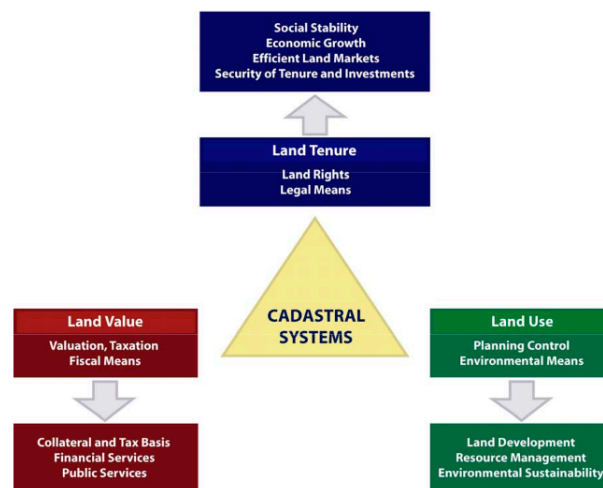 Social Stability
Economic Growth
Efficient Land Markets
Security of Tenure and Investments
Land Tenure
Land Rights
Legal Means
CADASTRAL
SYSTEMS
Land Value
Valuation, Taxation
Fiscal Means
Collateral and Tax Basis
Financial Services
Public Services
Land Use
Planning Control
Environmental Means
Land Development
Resource Management
Environmental Sustainability